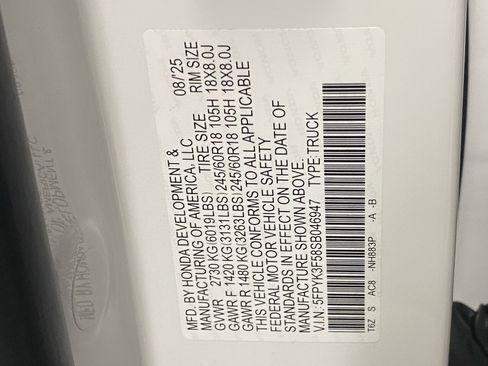 MFD. BY HONDA DEVELOPMENT & 08/'25
MANUFACTURING OF AMERICA, LLC
TIRE SIZE RIM SIZE
GVWR 2730 KG(6019LBS)
GAWR F 1420 KG(3131LBS) 245/60R18 105H 18X8.0J
GAWR R 1480 KG(3263LBS) 245/60R18 105H 18X8.0J
THIS VEHICLE CONFORMS TO ALL APPLICABLE
FEDERAL MOTOR VEHICLE SAFETY
STANDARDS IN EFFECT ON THE DATE OF
MANUFACTURE SHOWN ABOVE.
V.I.N.: 5FPYK3F58SB046947 TYPE:TRUCK
T6Z S AC8 -NH883P -A -B